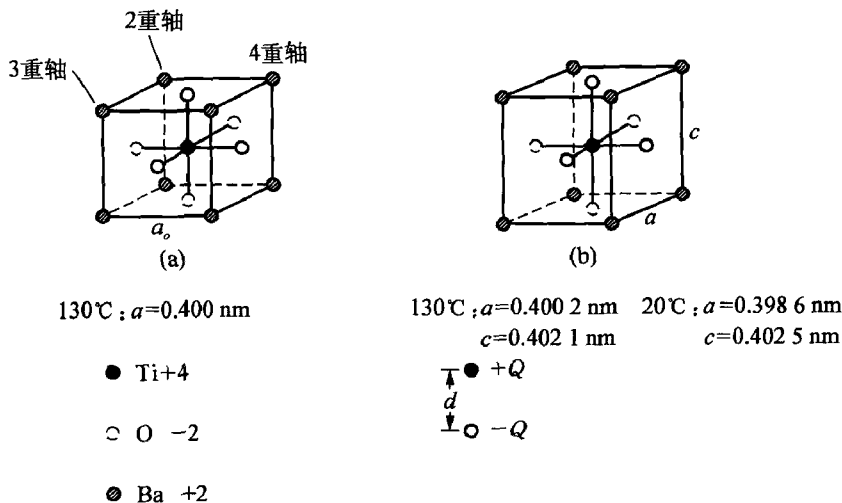 2重轴
3重轴
4重轴
a₀
(a)
c
a
(b)
130℃：a=0.400 nm
130℃：a=0.400 2 nm
c=0.402 1 nm
20℃：a=0.398 6 nm
c=0.402 5 nm
Ti+4
O −2
Ba +2
+Q
d
−Q